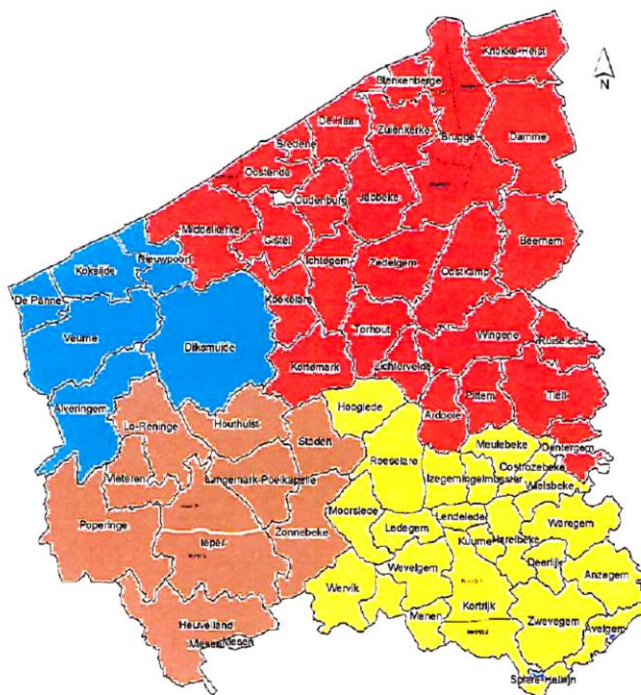 Knokke-Heist
Blankenberge
N
De Haan
Zuienkerke
Brugge
Damme
Bredene
Oostende
Oudenburg
Jabbeke
Middelkerke
Gistel
Beernem
Nieuwpoort
Ichtegem
Zedelgem
Oostkamp
Koksijde
De Panne
Koekelare
Veurne
Diksmuide
Torhout
Wingene
Ruiselede
Kortemark
Lichtervelde
Pittem
Tielt
Alveringem
Ardooie
Lo-Reninge
Houthulst
Hooglede
Staden
Meulebeke
Dentergem
Roeselare
Oostrozebeke
Vleteren
Langemark-Poelkapelle
Izegem
Ingelmunster
Wielsbeke
Poperinge
Moorslede
Lendelede
Waregem
Ieper
Zonnebeke
Ledegem
Kuurne
Harelbeke
Deerlijk
Wevelgem
Anzegem
Wervik
Kortrijk
Menen
Zwevegem
Heuvelland
Avelgem
Mesen
Mesen
Spiere-Helkijn